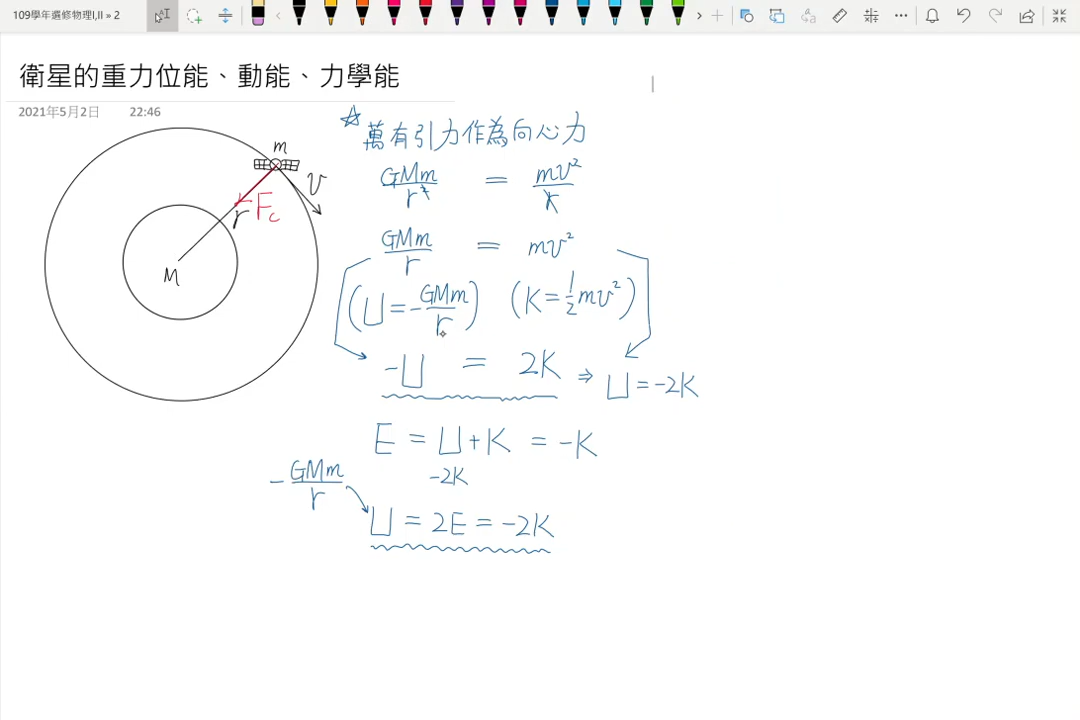 109學年選修物理I,II » 2
衛星的重力位能、動能、力學能
2021年5月2日 22:46
☆ 萬有引力作為向心力
GMm/r² = mv²/r
GMm/r = mv²
(U = -GMm/r) (K = ½mv²)
-U = 2K ⇒ U = -2K
E = U + K = -K
-2K
-GMm/r
U = 2E = -2K
m
v
Fc
r
M